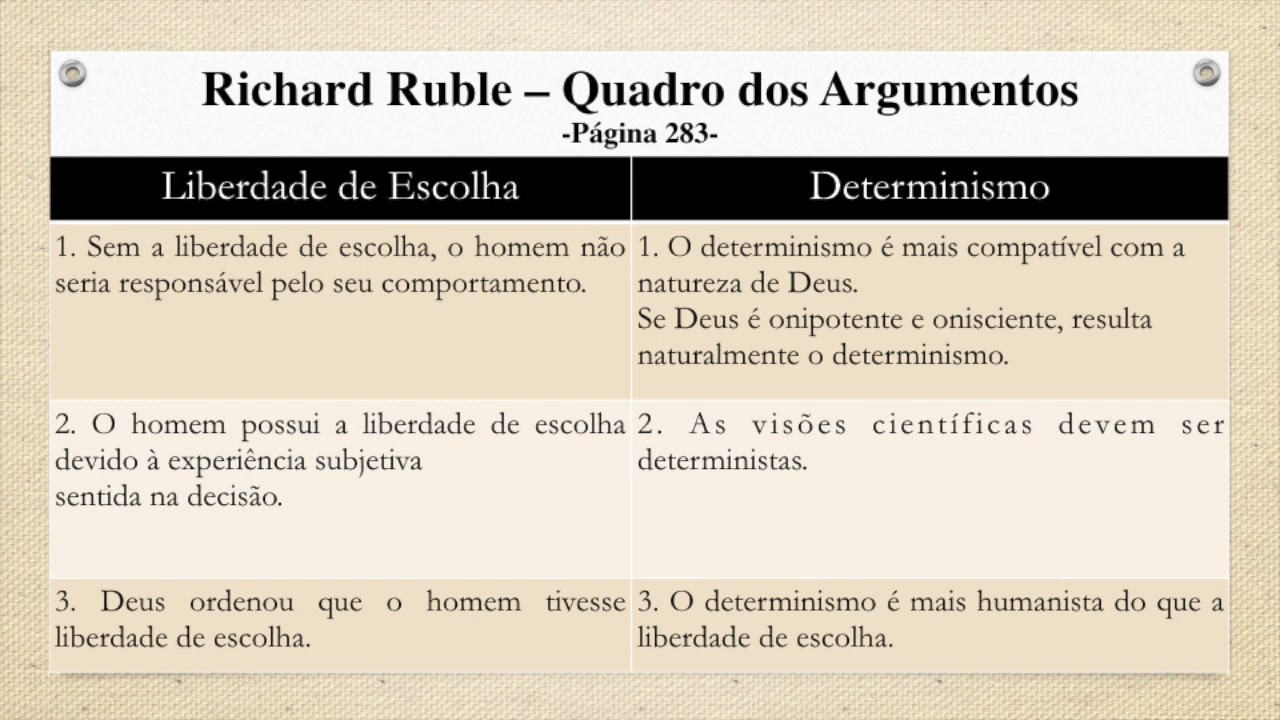 Richard Ruble – Quadro dos Argumentos
-Página 283-
Liberdade de Escolha
Determinismo
1. Sem a liberdade de escolha, o homem não
seria responsável pelo seu comportamento.
1. O determinismo é mais compatível com a
natureza de Deus.
Se Deus é onipotente e onisciente, resulta
naturalmente o determinismo.
2. O homem possui a liberdade de escolha
devido à experiência subjetiva
sentida na decisão.
2. As visões científicas devem ser
deterministas.
3. Deus ordenou que o homem tivesse
liberdade de escolha.
3. O determinismo é mais humanista do que a
liberdade de escolha.